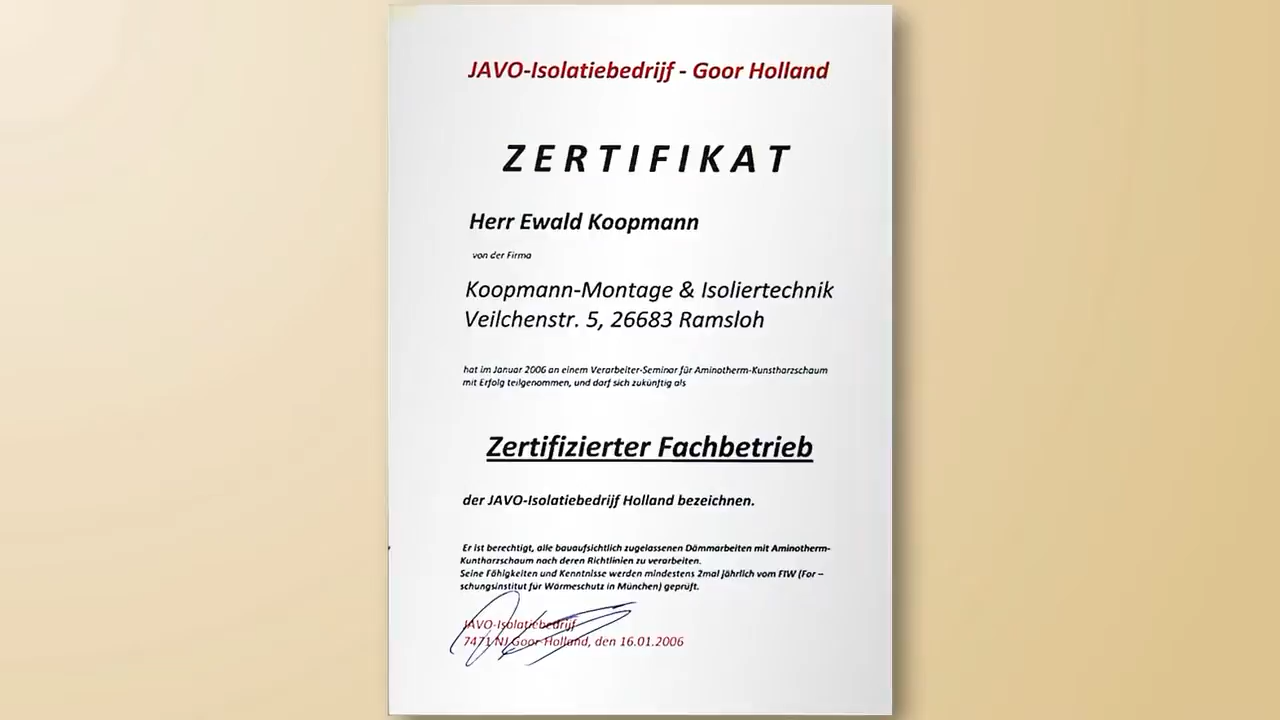 JAVO-Isolatiebedrijf - Goor Holland
ZERTIFIKAT
Herr Ewald Koopmann
von der Firma
Koopmann-Montage & Isoliertechnik
Veilchenstr. 5, 26683 Ramsloh
hat im Januar 2006 an einem Verarbeiter-Seminar für Aminotherm-Kunstharzschaum
mit Erfolg teilgenommen, und darf sich zukünftig als
Zertifizierter Fachbetrieb
der JAVO-Isolatiebedrijf Holland bezeichnen.
Er ist berechtigt, alle bauaufsichtlich zugelassenen Dämmarbeiten mit Aminotherm-
Kuntharzschaum nach deren Richtlinien zu verarbeiten.
Seine Fähigkeiten und Kenntnisse werden mindestens 2mal jährlich vom FIW (For –
schungsinstitut für Wärmeschutz in München) geprüft.
JAVO-Isolatiebedrijf
7471 NJ Goor-Holland, den 16.01.2006